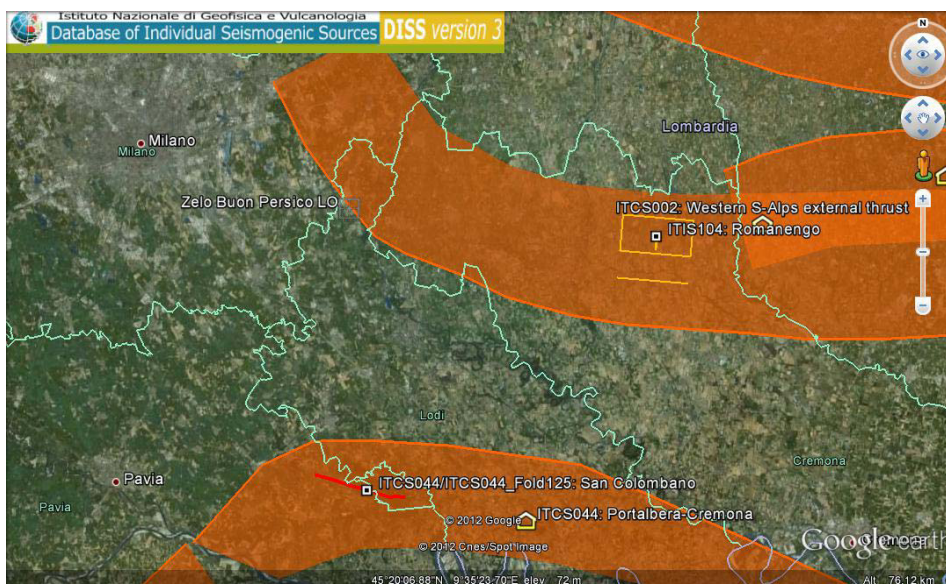 Istituto Nazionale di Geofisica e Vulcanologia
Database of Individual Seismogenic Sources DISS version 3
N
Lombardia
Milano
Milano
Zelo Buon Persico LO
ITCS002: Western S-Alps external thrust
ITIS104: Romanengo
Lodi
Cremona
Pavia
Pavia
ITCS044/ITCS044_Fold125: San Colombano
ITCS044: Portalbera-Cremona
© 2012 Google
Google earth
Cremona
© 2012 Cnes/Spot Image
45°20'06.88" N 9°35'23.70" E elev 72 m
Alt 76.12 km